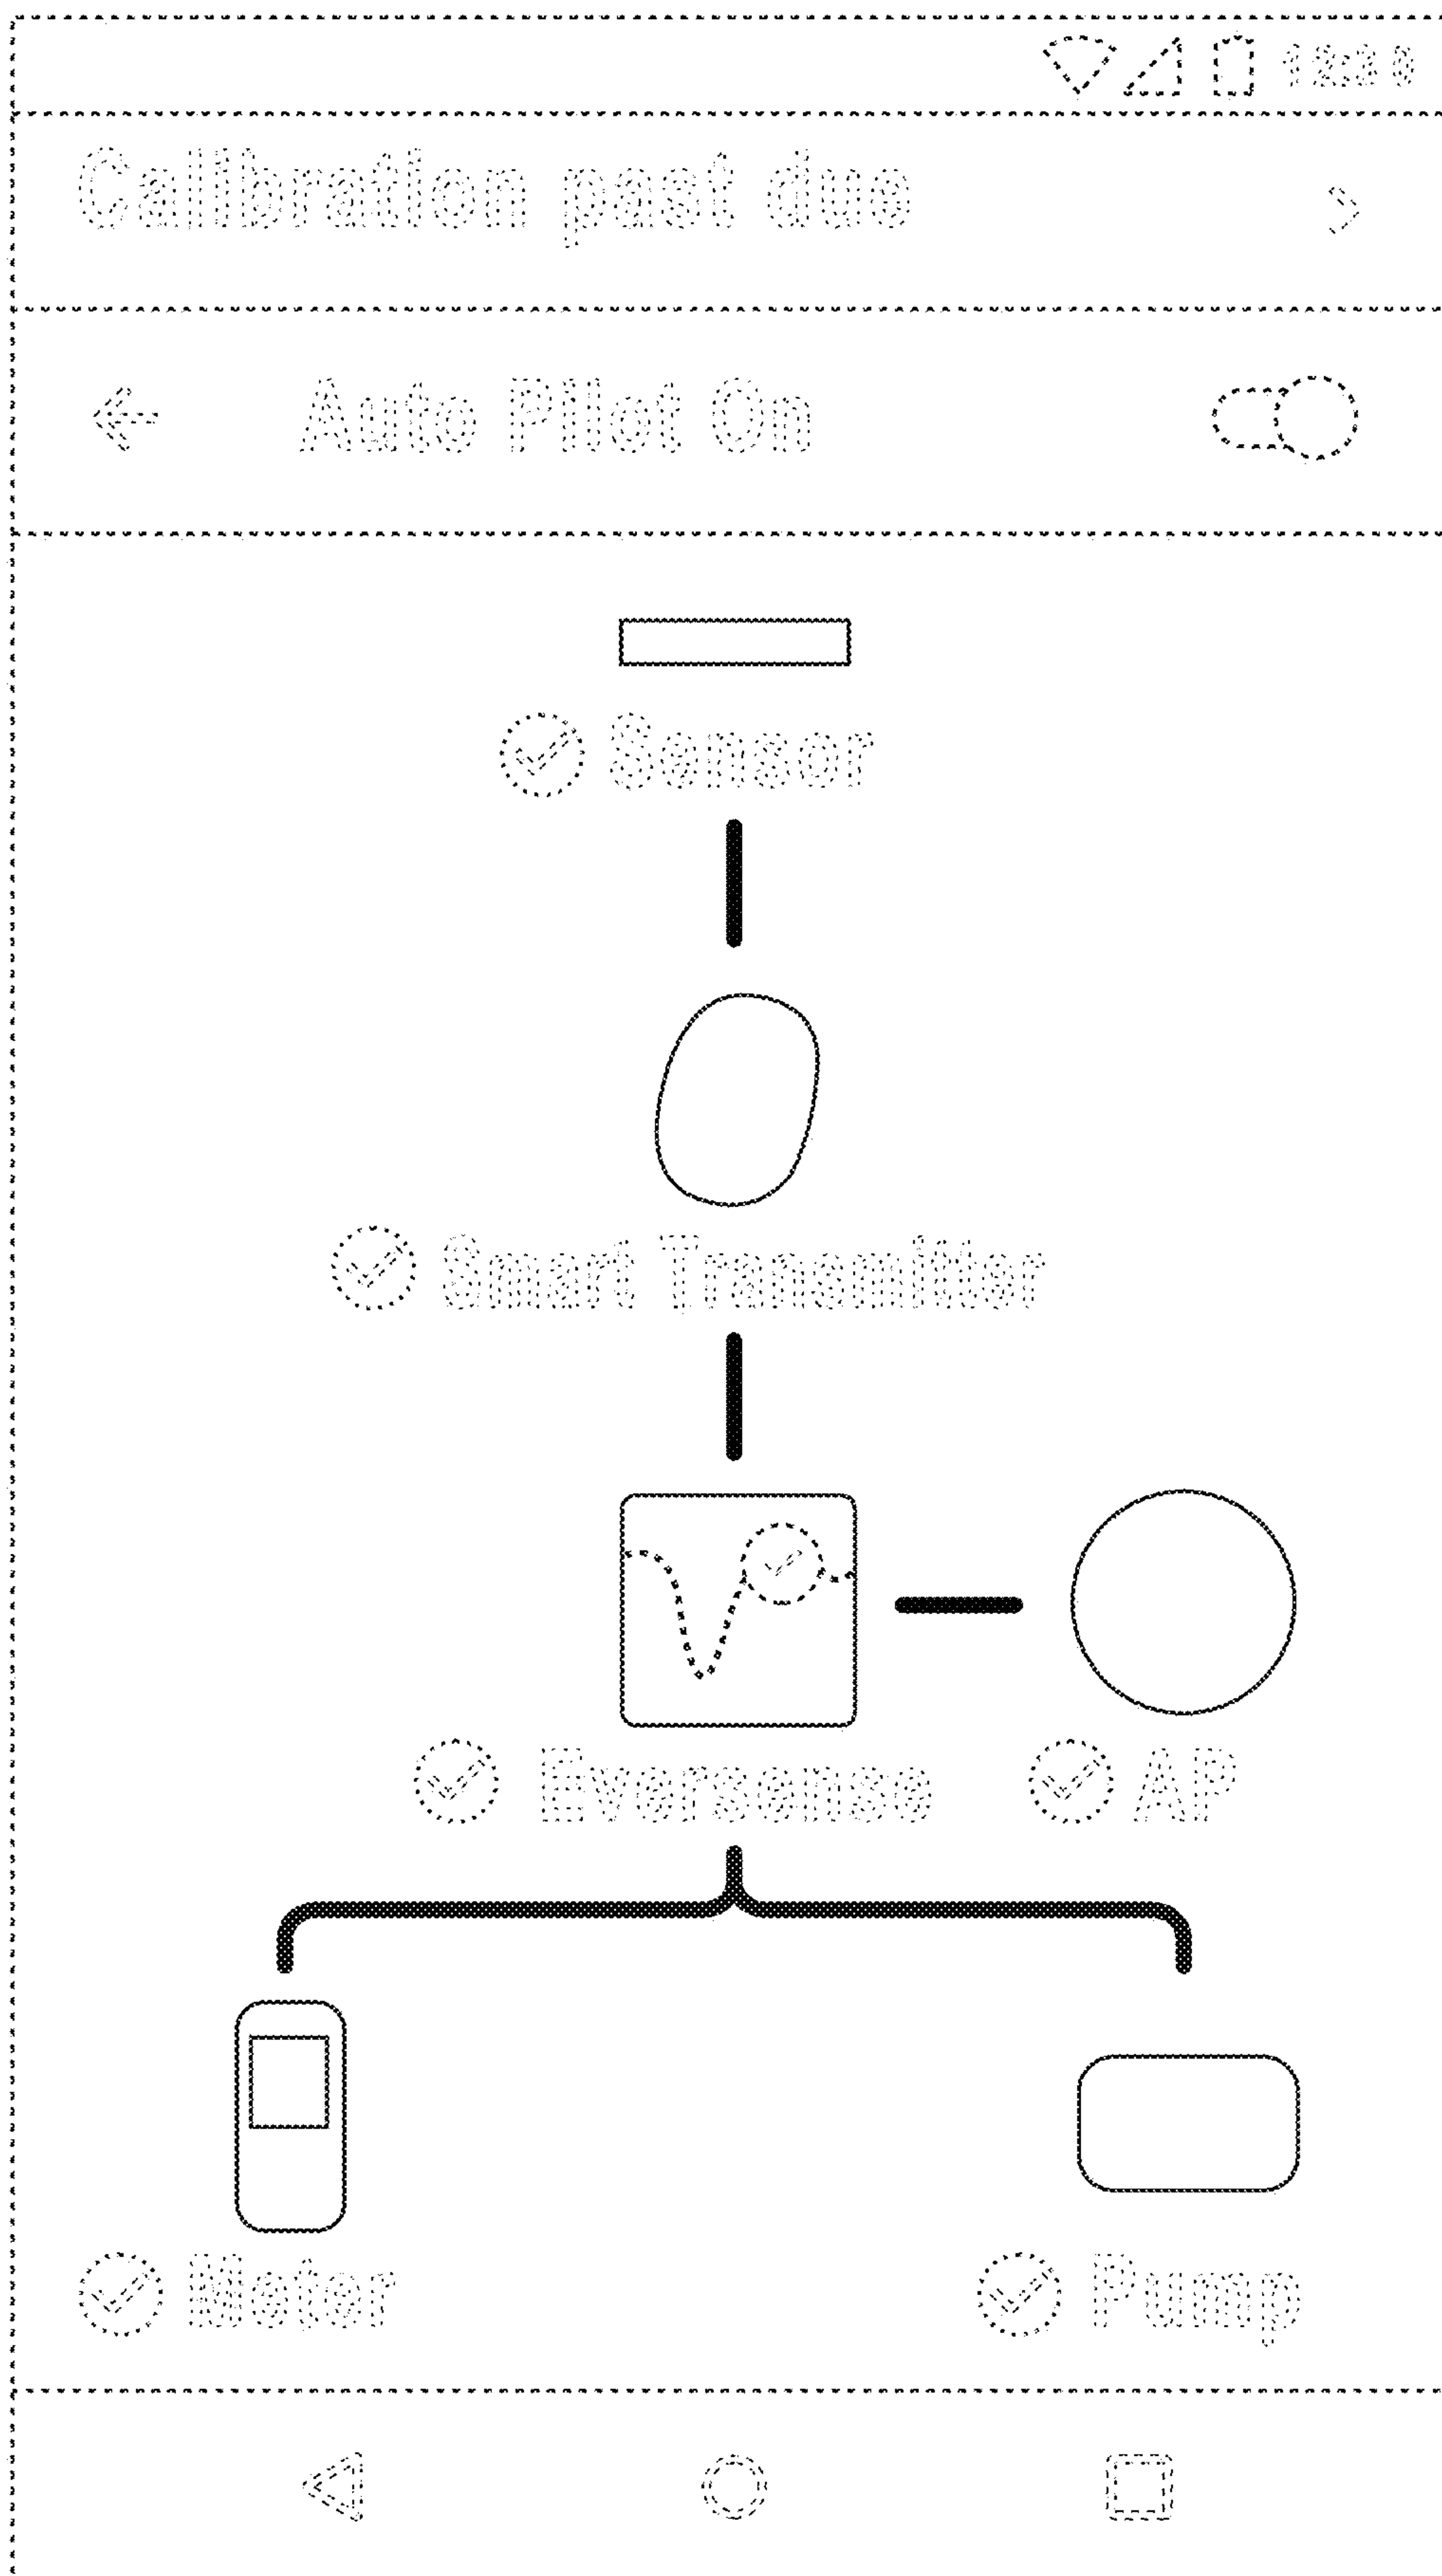 Calibration past due
Auto Pilot On
Sensor
Smart Transmitter
Eversense
AP
Meter
Pump